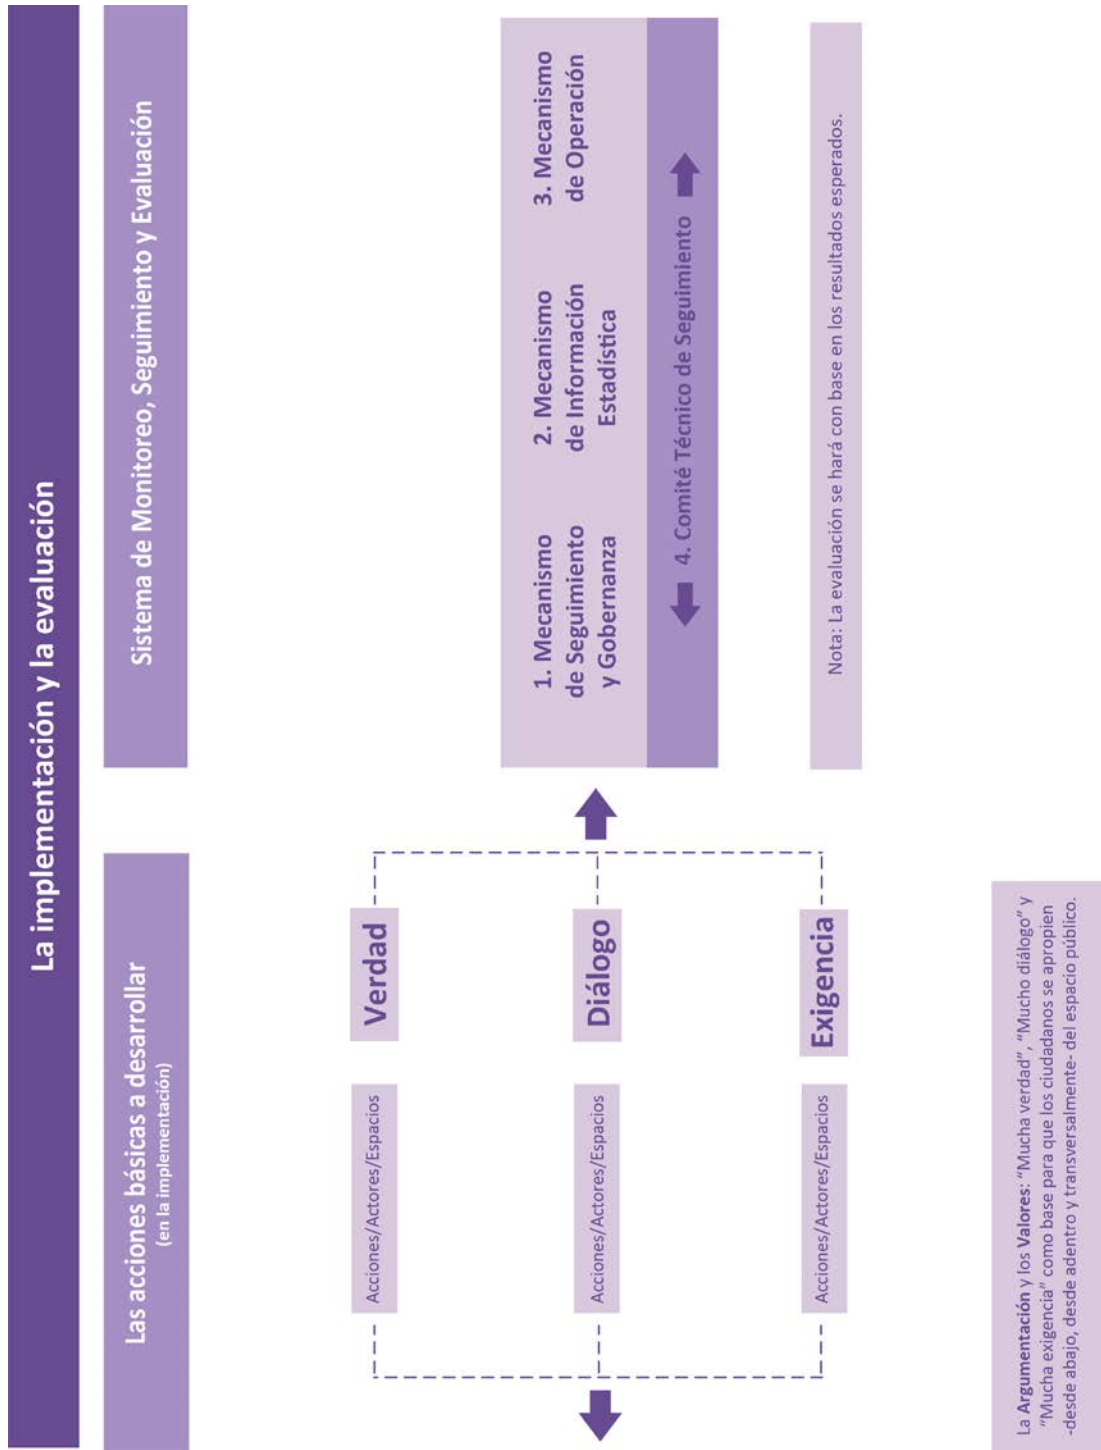 La implementación y la evaluación
Las acciones básicas a desarrollar
(en la implementación)
Acciones/Actores/Espacios
Verdad
Acciones/Actores/Espacios
Diálogo
Acciones/Actores/Espacios
Exigencia
La Argumentación y los Valores: “Mucha verdad”, “Mucho diálogo” y
“Mucha exigencia” como base para que los ciudadanos se apropien
-desde abajo, desde adentro y transversalmente- del espacio público.
Sistema de Monitoreo, Seguimiento y Evaluación
1. Mecanismo
de Seguimiento
y Gobernanza
2. Mecanismo
de Información
Estadística
3. Mecanismo
de Operación
4. Comité Técnico de Seguimiento
Nota: La evaluación se hará con base en los resultados esperados.